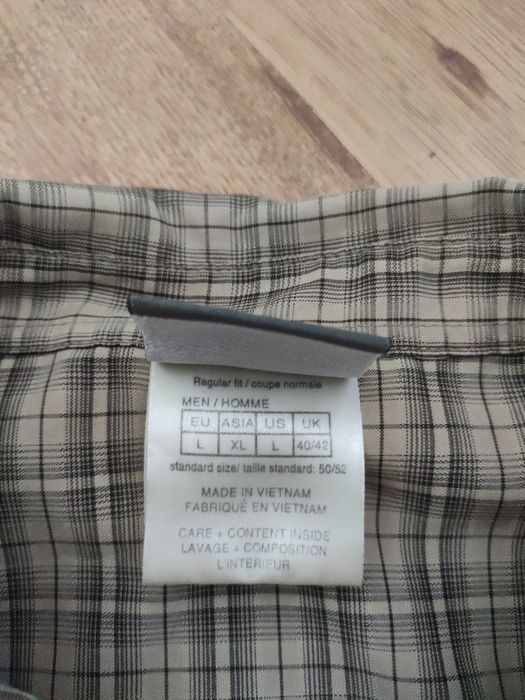 Regular fit / coupe normale
MEN / HOMME
EU ASIA US UK
L XL L 40/42
standard size/ taille standard: 50/52
MADE IN VIETNAM
FABRIQUÉ EN VIETNAM
CARE + CONTENT INSIDE
LAVAGE + COMPOSITION
L'INTERIEUR